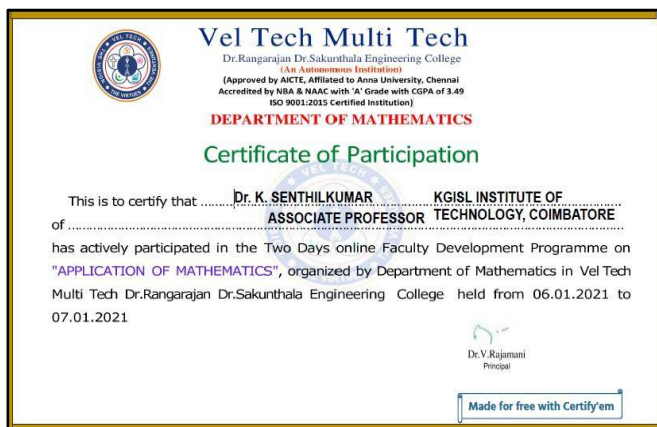 Vel Tech Multi Tech
Dr.Rangarajan Dr.Sakunthala Engineering College
(An Autonomous Institution)
(Approved by AICTE, Affilated to Anna University, Chennai
Accredited by NBA & NAAC with 'A' Grade with CGPA of 3.49
ISO 9001:2015 Certified Institution)
DEPARTMENT OF MATHEMATICS
Certificate of Participation
This is to certify that ........Dr. K. SENTHILKUMAR KGISL INSTITUTE OF
of ........ ASSOCIATE PROFESSOR TECHNOLOGY, COIMBATORE
has actively participated in the Two Days online Faculty Development Programme on
"APPLICATION OF MATHEMATICS", organized by Department of Mathematics in Vel Tech
Multi Tech Dr.Rangarajan Dr.Sakunthala Engineering College held from 06.01.2021 to
07.01.2021
Dr.V.Rajamani
Principal
Made for free with Certify'em